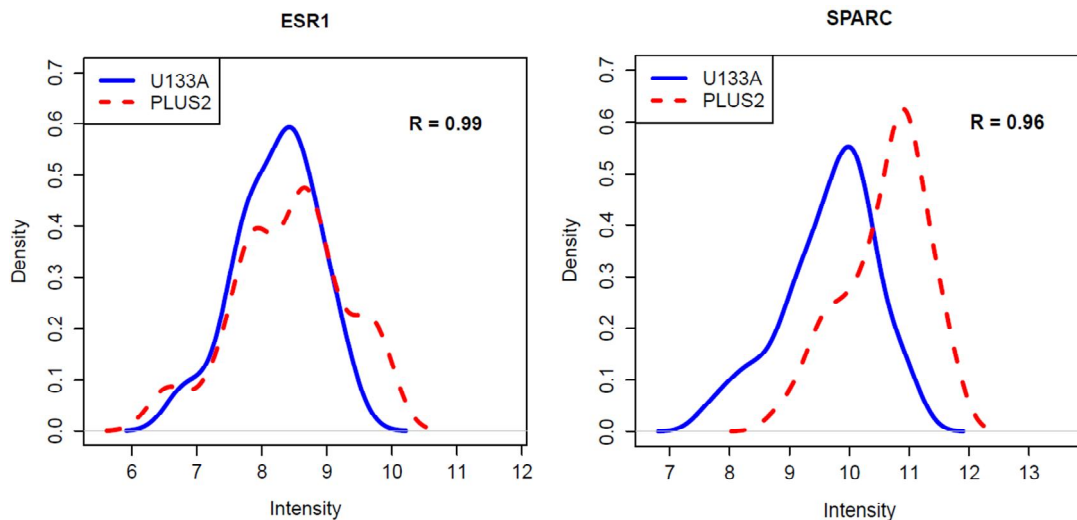 ESR1
U133A
PLUS2
R = 0.99
Density
0.0 0.1 0.2 0.3 0.4 0.5 0.6 0.7
6 7 8 9 10 11 12
Intensity
SPARC
U133A
PLUS2
R = 0.96
Density
0.0 0.1 0.2 0.3 0.4 0.5 0.6 0.7
7 8 9 10 11 12 13
Intensity